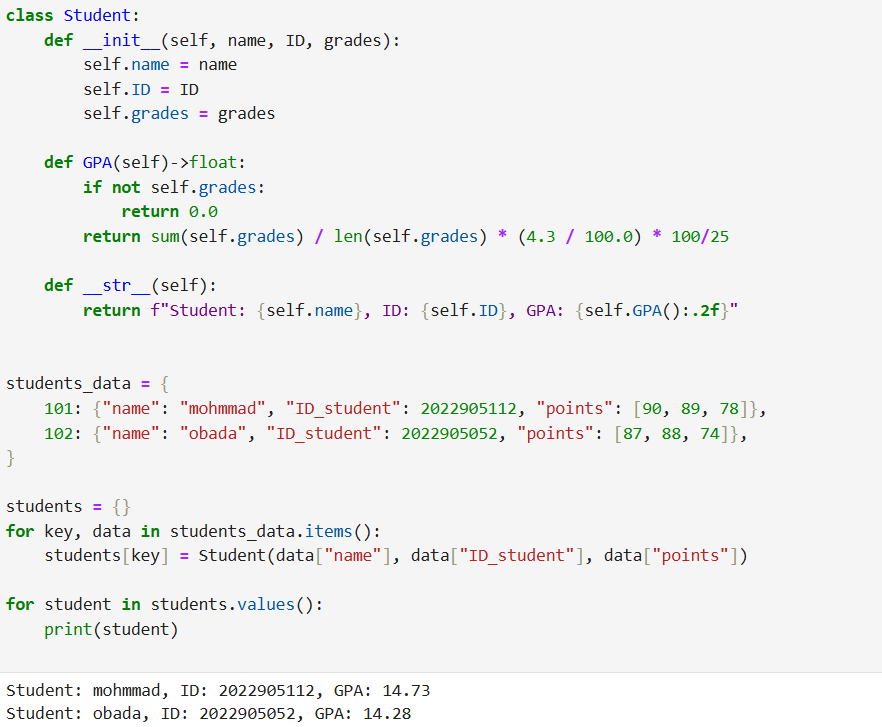 class Student:
    def __init__(self, name, ID, grades):
        self.name = name
        self.ID = ID
        self.grades = grades

    def GPA(self)->float:
        if not self.grades:
            return 0.0
        return sum(self.grades) / len(self.grades) * (4.3 / 100.0) * 100/25

    def __str__(self):
        return f"Student: {self.name}, ID: {self.ID}, GPA: {self.GPA():.2f}"


students_data = {
    101: {"name": "mohmmad", "ID_student": 2022905112, "points": [90, 89, 78]},
    102: {"name": "obada", "ID_student": 2022905052, "points": [87, 88, 74]},
}

students = {}
for key, data in students_data.items():
    students[key] = Student(data["name"], data["ID_student"], data["points"])

for student in students.values():
    print(student)

Student: mohmmad, ID: 2022905112, GPA: 14.73
Student: obada, ID: 2022905052, GPA: 14.28